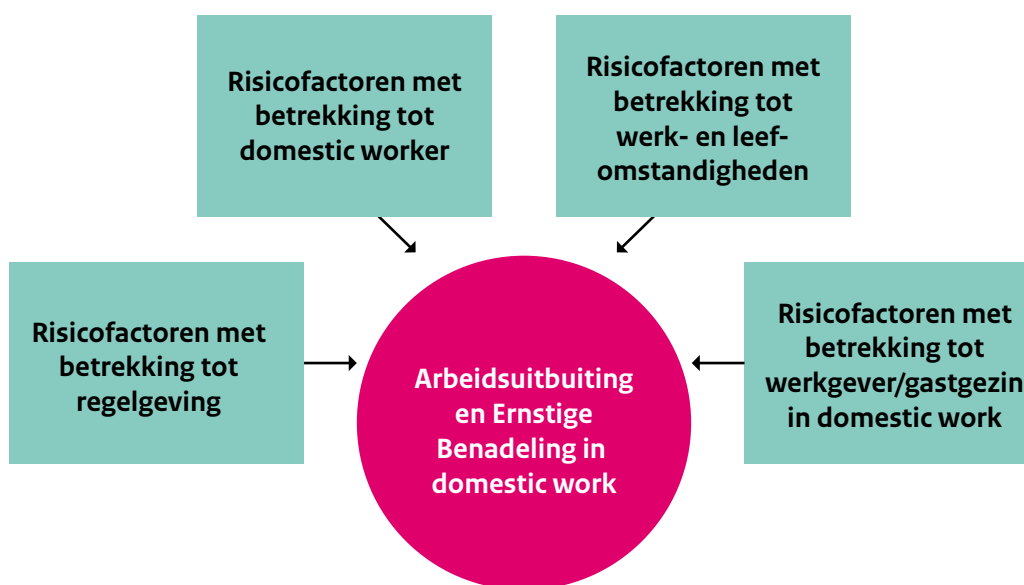 Risicofactoren met
betrekking tot
domestic worker
Risicofactoren met
betrekking tot
werk- en leef-
omstandigheden
Risicofactoren met
betrekking tot
regelgeving
Risicofactoren met
betrekking tot
werkgever/gastgezin
in domestic work
Arbeidsuitbuiting
en Ernstige
Benadeling in
domestic work